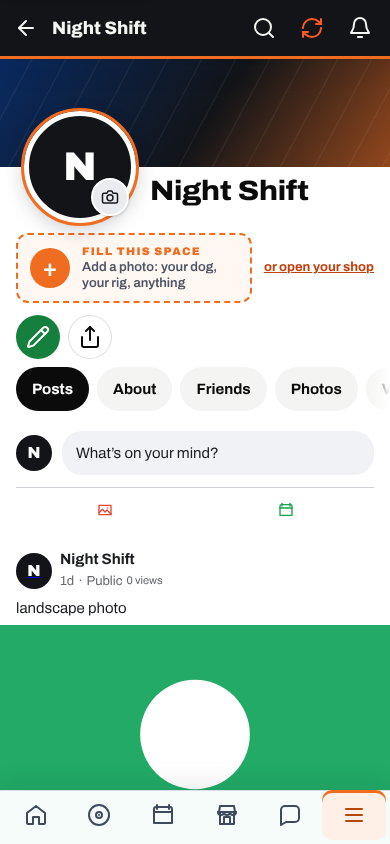 Night Shift
N
Night Shift
+
FILL THIS SPACE
Add a photo: your dog,
your rig, anything
or open your shop
Posts
About
Friends
Photos
N
What's on your mind?
N
Night Shift
1d · Public 0 views
landscape photo